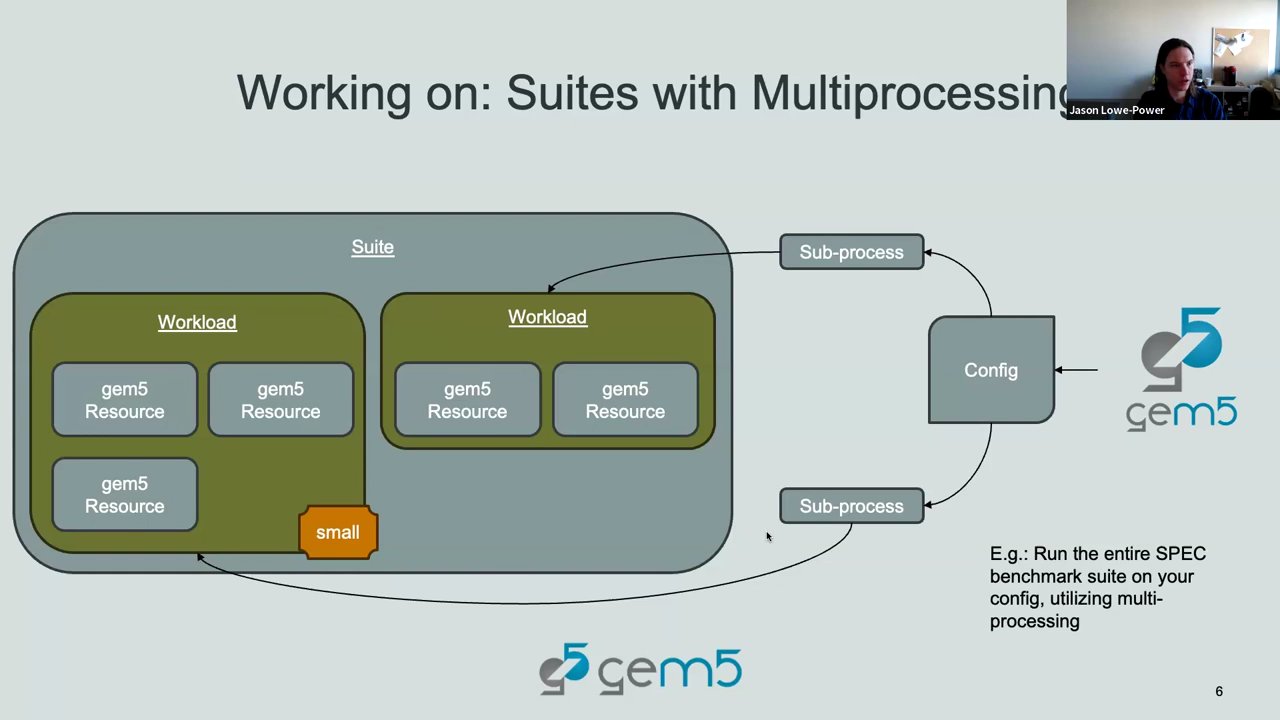 Working on: Suites with Multiprocessing
Jason Lowe-Power
Suite
Workload
gem5
Resource
gem5
Resource
gem5
Resource
small
Workload
gem5
Resource
gem5
Resource
Sub-process
Config
Sub-process
gem5
E.g.: Run the entire SPEC
benchmark suite on your
config, utilizing multi-
processing
gem5
6